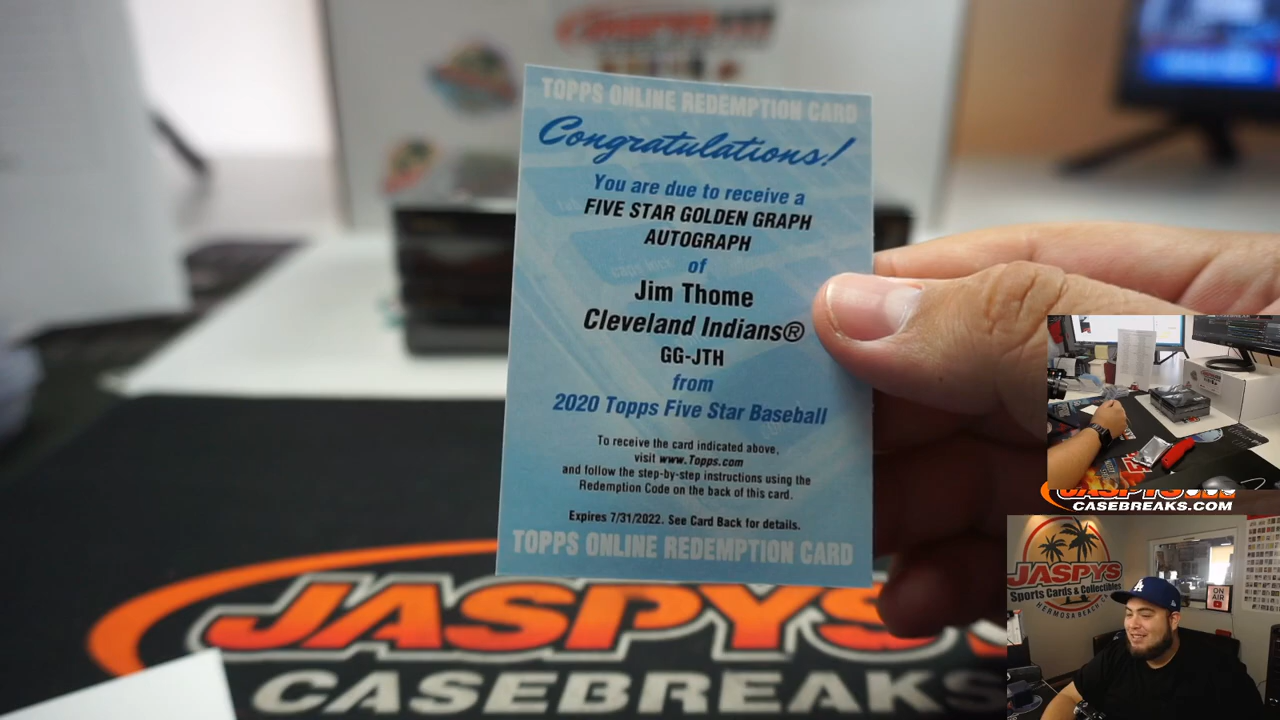 TOPPS ONLINE REDEMPTION CARD
Congratulations!
You are due to receive a
FIVE STAR GOLDEN GRAPH
AUTOGRAPH
of
Jim Thome
Cleveland Indians®
GG-JTH
from
2020 Topps Five Star Baseball
To receive the card indicated above,
visit www.Topps.com
and follow the step-by-step instructions using the
Redemption Code on the back of this card.
Expires 7/31/2022. See Card Back for details.
TOPPS ONLINE REDEMPTION CARD
JASPYS
CASEBREAKS
CASEBREAKS.COM
JASPYS
Sports Cards & Collectibles
HERMOSA BEACH
ON
AIR
LA